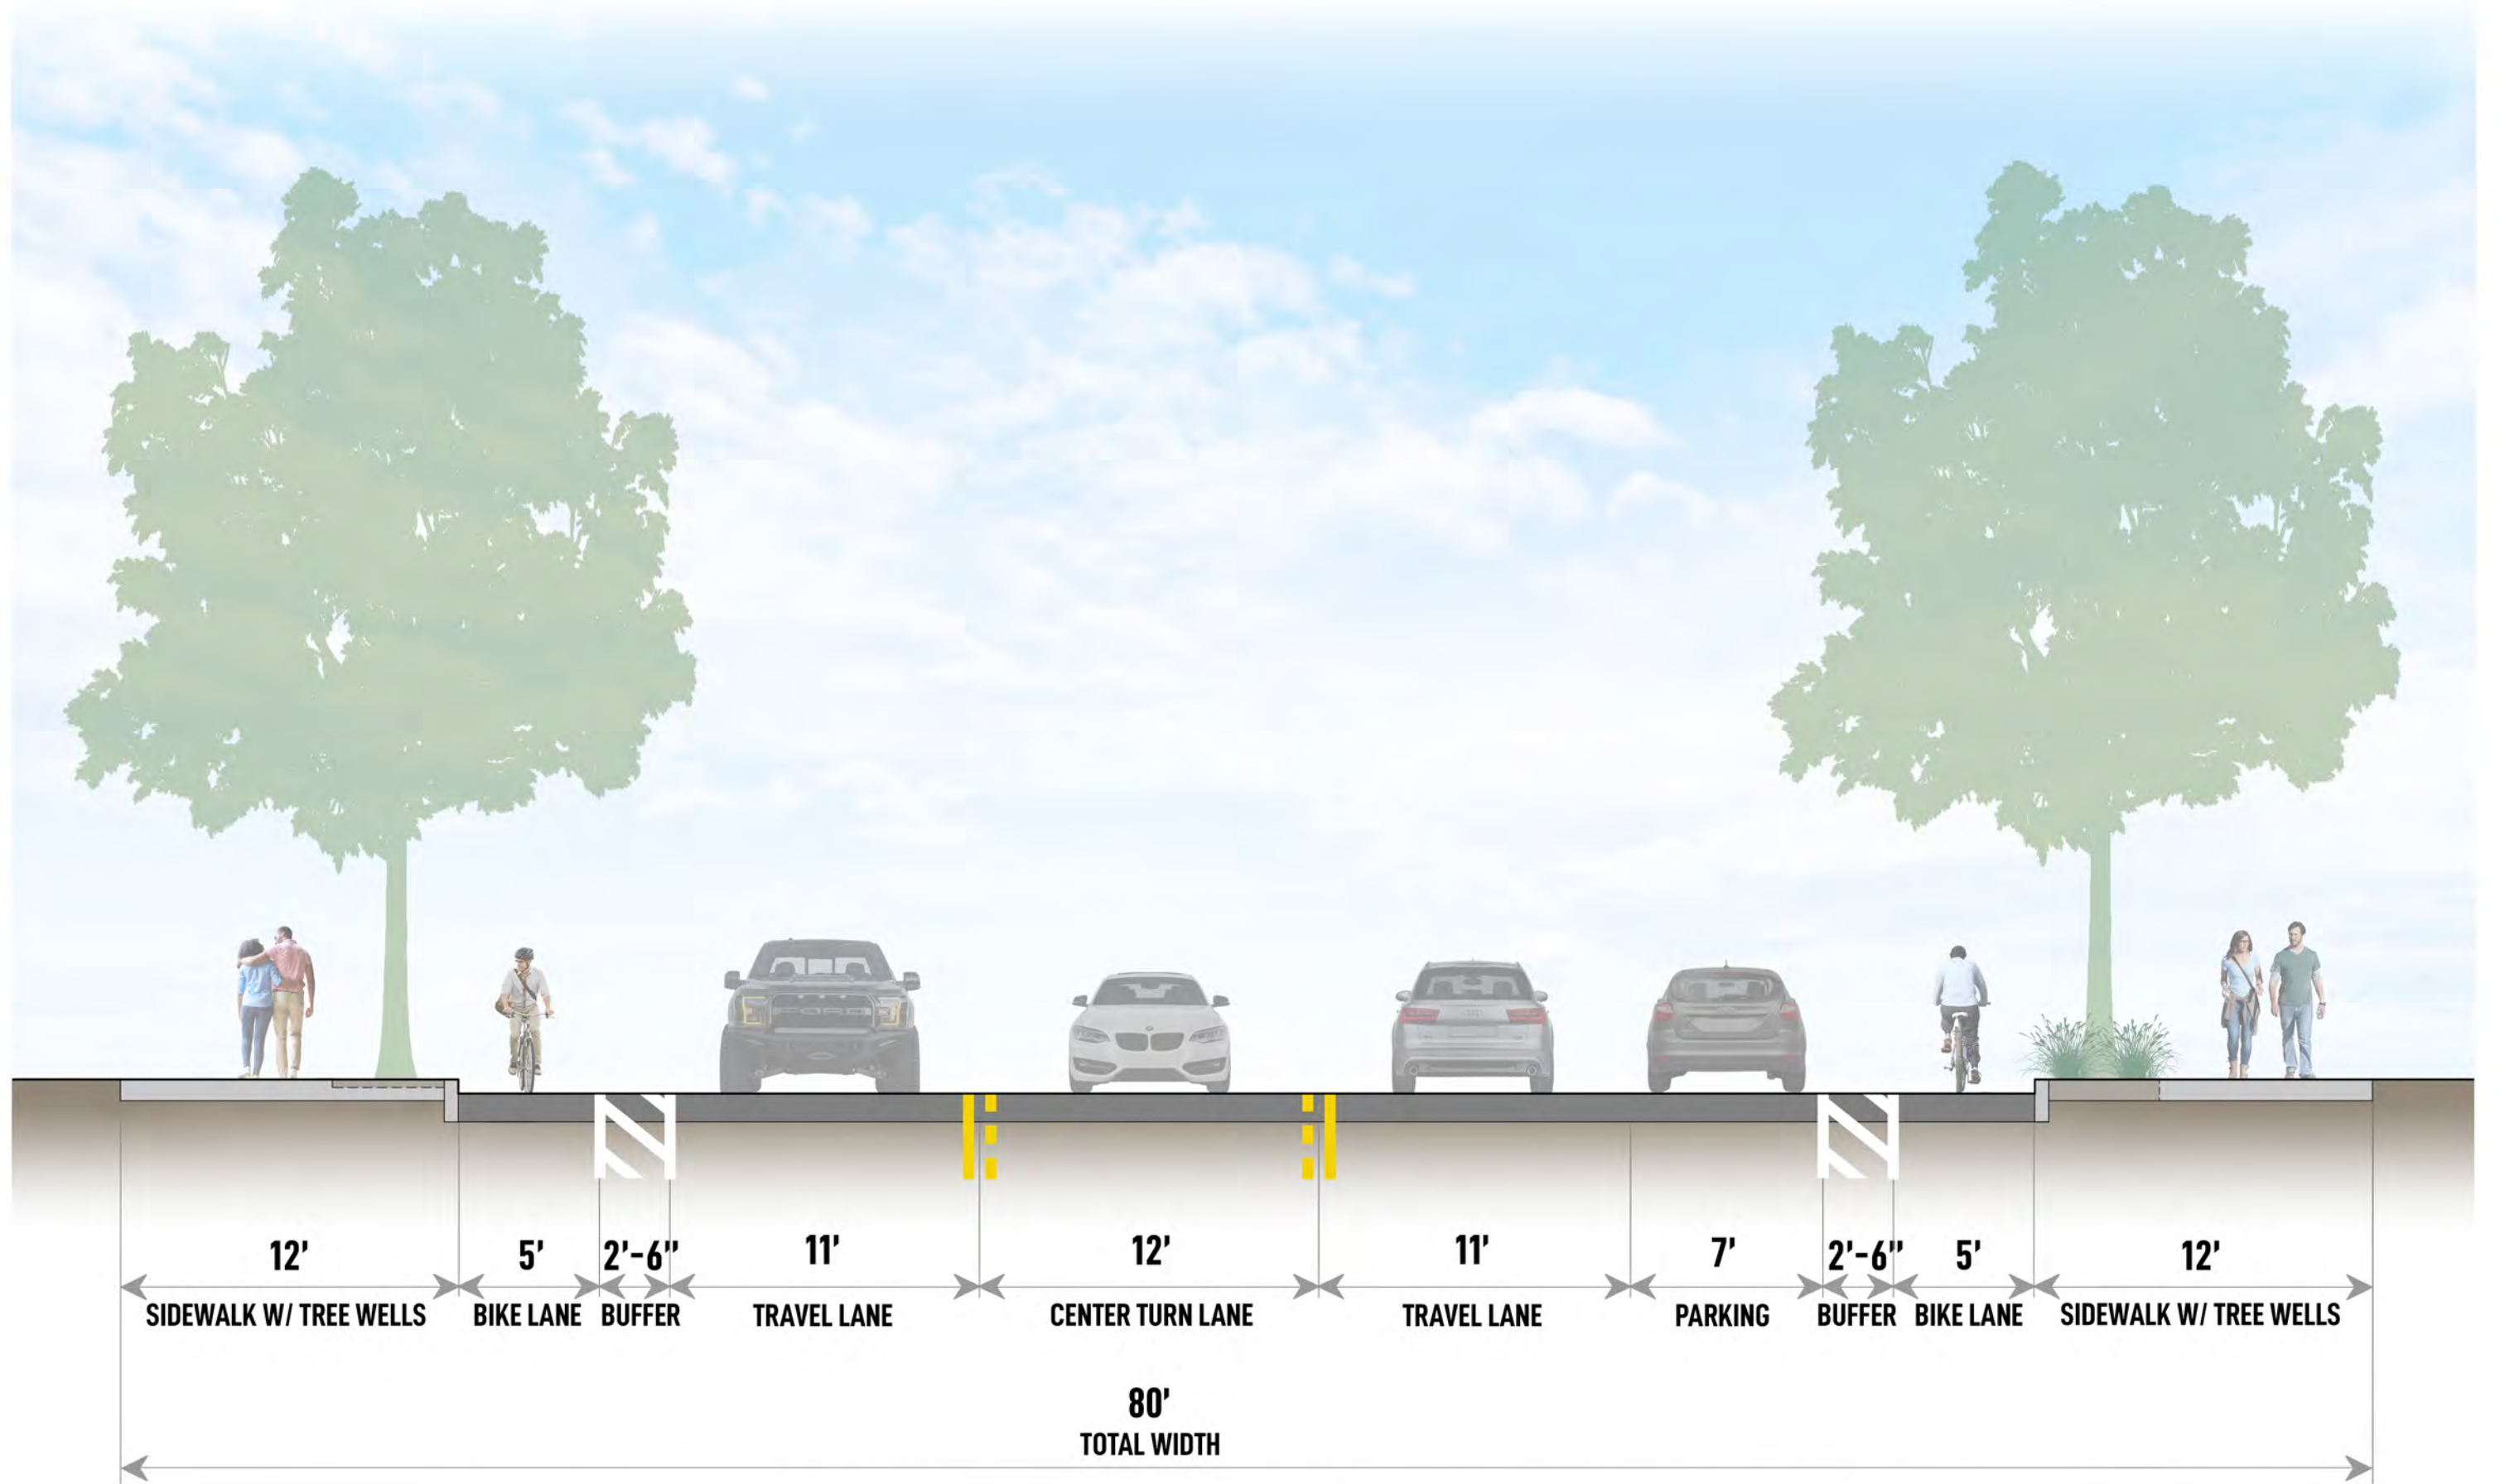 FORD
12' 5' 2'-6" 11' 12' 11' 7' 2'-6" 5' 12'
SIDEWALK W/ TREE WELLS BIKE LANE BUFFER TRAVEL LANE CENTER TURN LANE TRAVEL LANE PARKING BUFFER BIKE LANE SIDEWALK W/ TREE WELLS
80'
TOTAL WIDTH